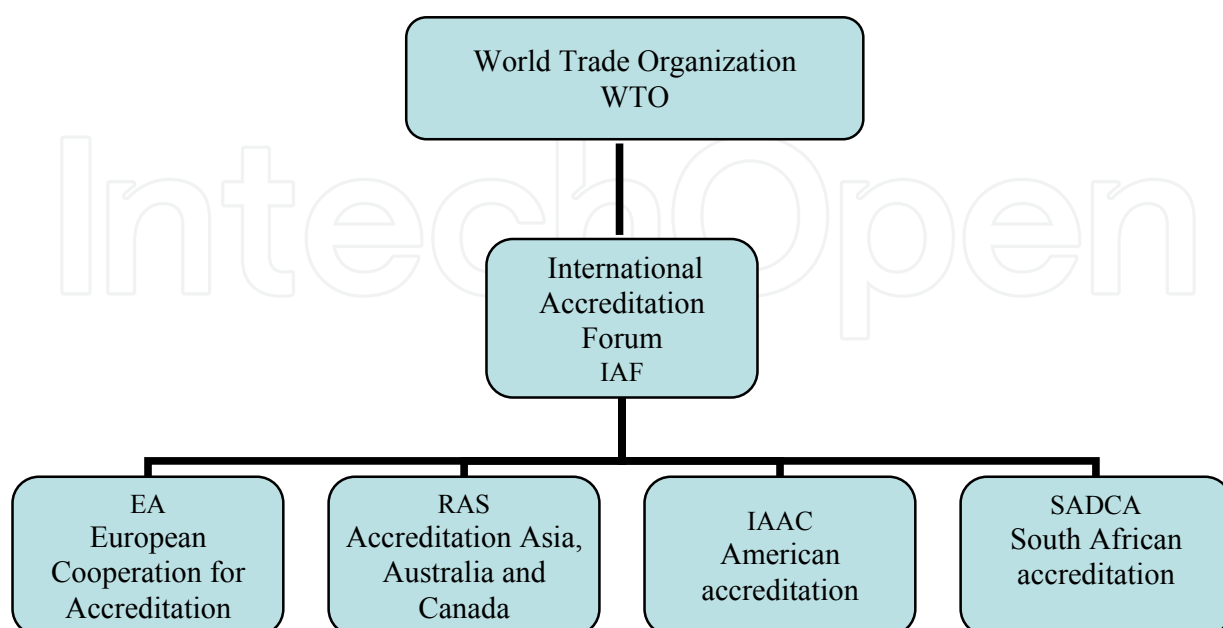 World Trade Organization
WTO
IntechOpen
International
Accreditation
Forum
IAF
EA
European
Cooperation for
Accreditation
RAS
Accreditation Asia,
Australia and
Canada
IAAC
American
accreditation
SADCA
South African
accreditation